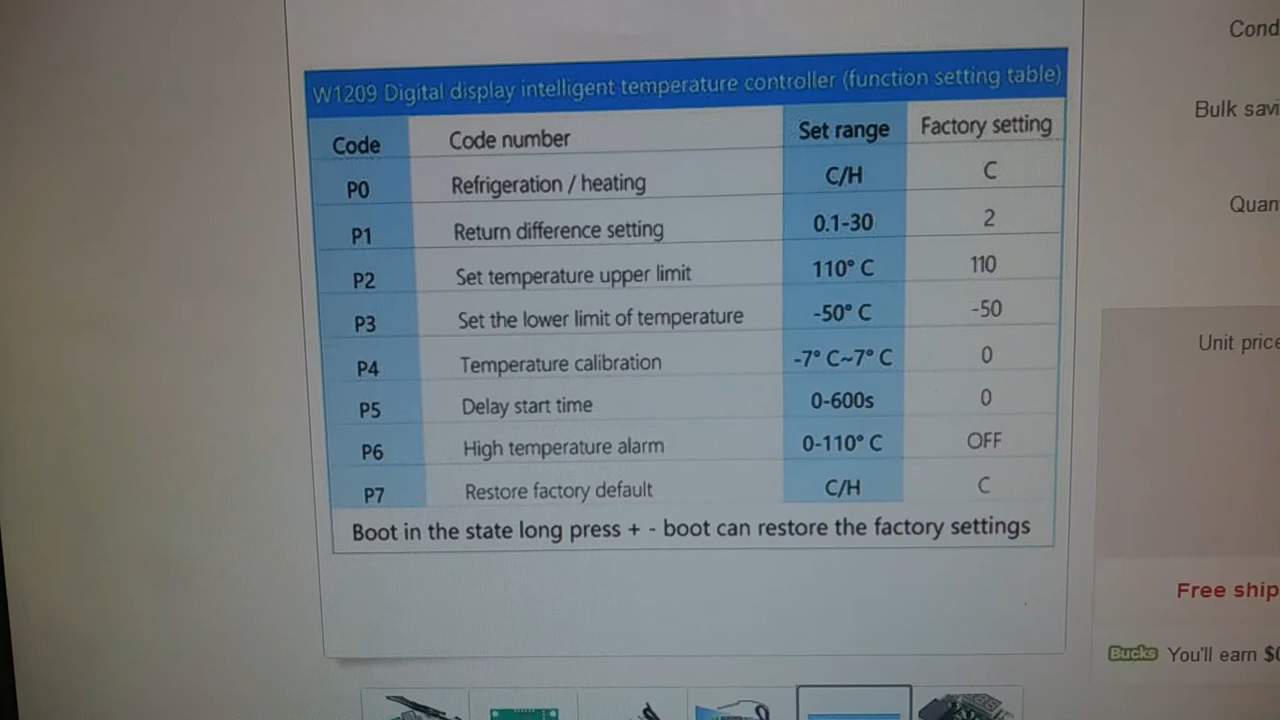 W1209 Digital display intelligent temperature controller (function setting table)
Code Code number Set range Factory setting
P0 Refrigeration / heating C/H C
P1 Return difference setting 0.1-30 2
P2 Set temperature upper limit 110° C 110
P3 Set the lower limit of temperature -50° C -50
P4 Temperature calibration -7° C~7° C 0
P5 Delay start time 0-600s 0
P6 High temperature alarm 0-110° C OFF
P7 Restore factory default C/H C
Boot in the state long press + - boot can restore the factory settings
Cond
Bulk savi
Quan
Unit price
Free ship
Bucks You'll earn $